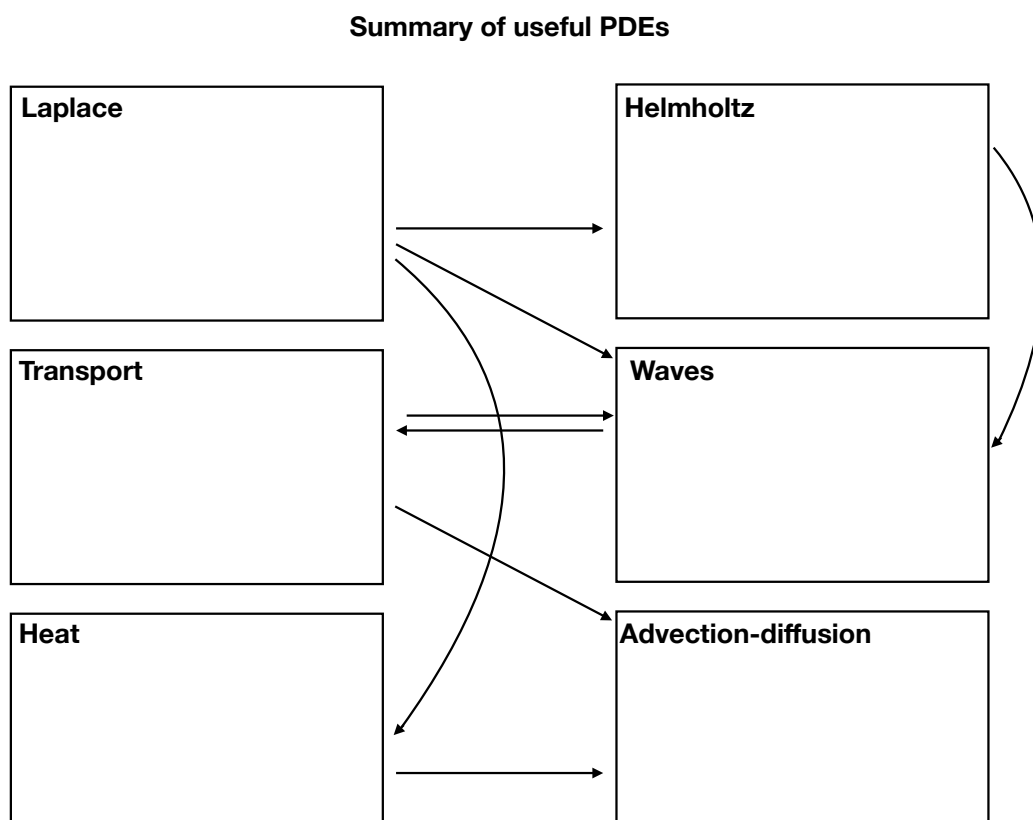 Summary of useful PDEs
Laplace
Helmholtz
Transport
Waves
Heat
Advection-diffusion